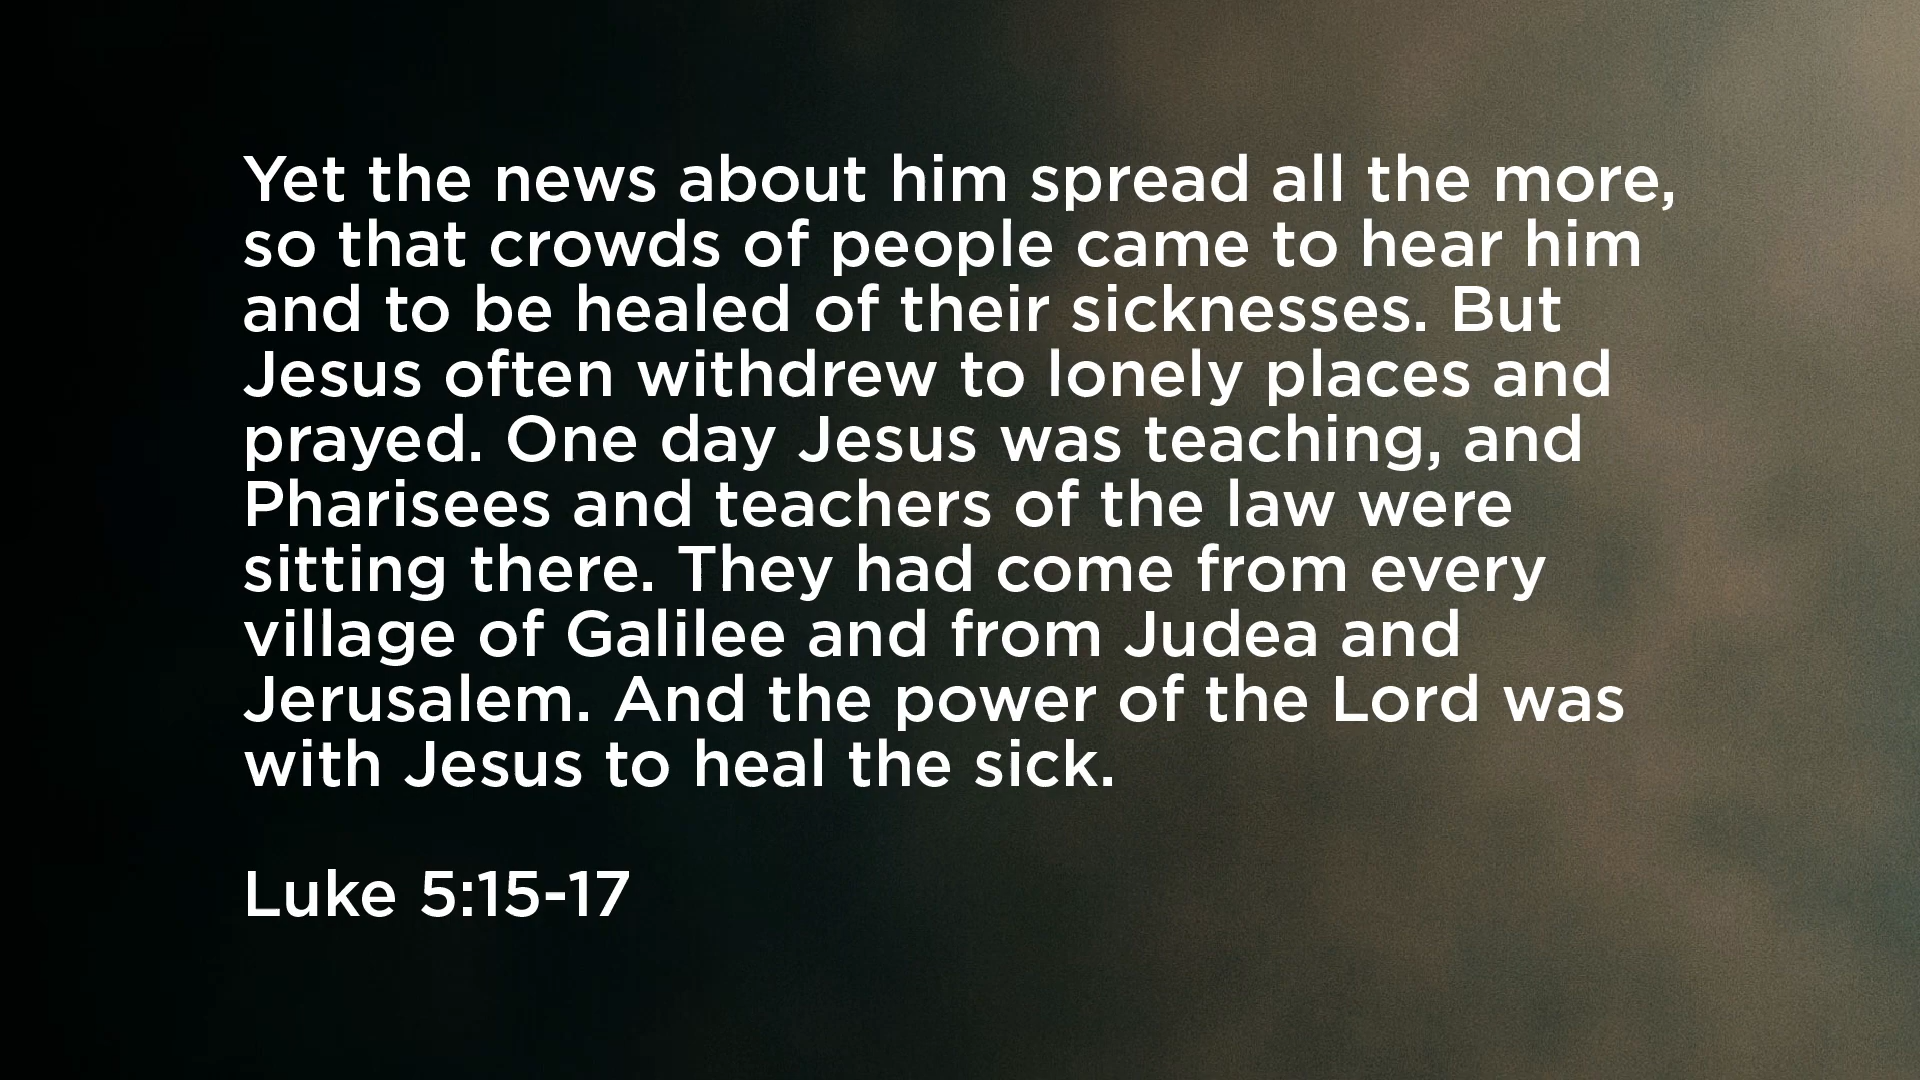 Yet the news about him spread all the more,
so that crowds of people came to hear him
and to be healed of their sicknesses. But
Jesus often withdrew to lonely places and
prayed. One day Jesus was teaching, and
Pharisees and teachers of the law were
sitting there. They had come from every
village of Galilee and from Judea and
Jerusalem. And the power of the Lord was
with Jesus to heal the sick.
Luke 5:15-17